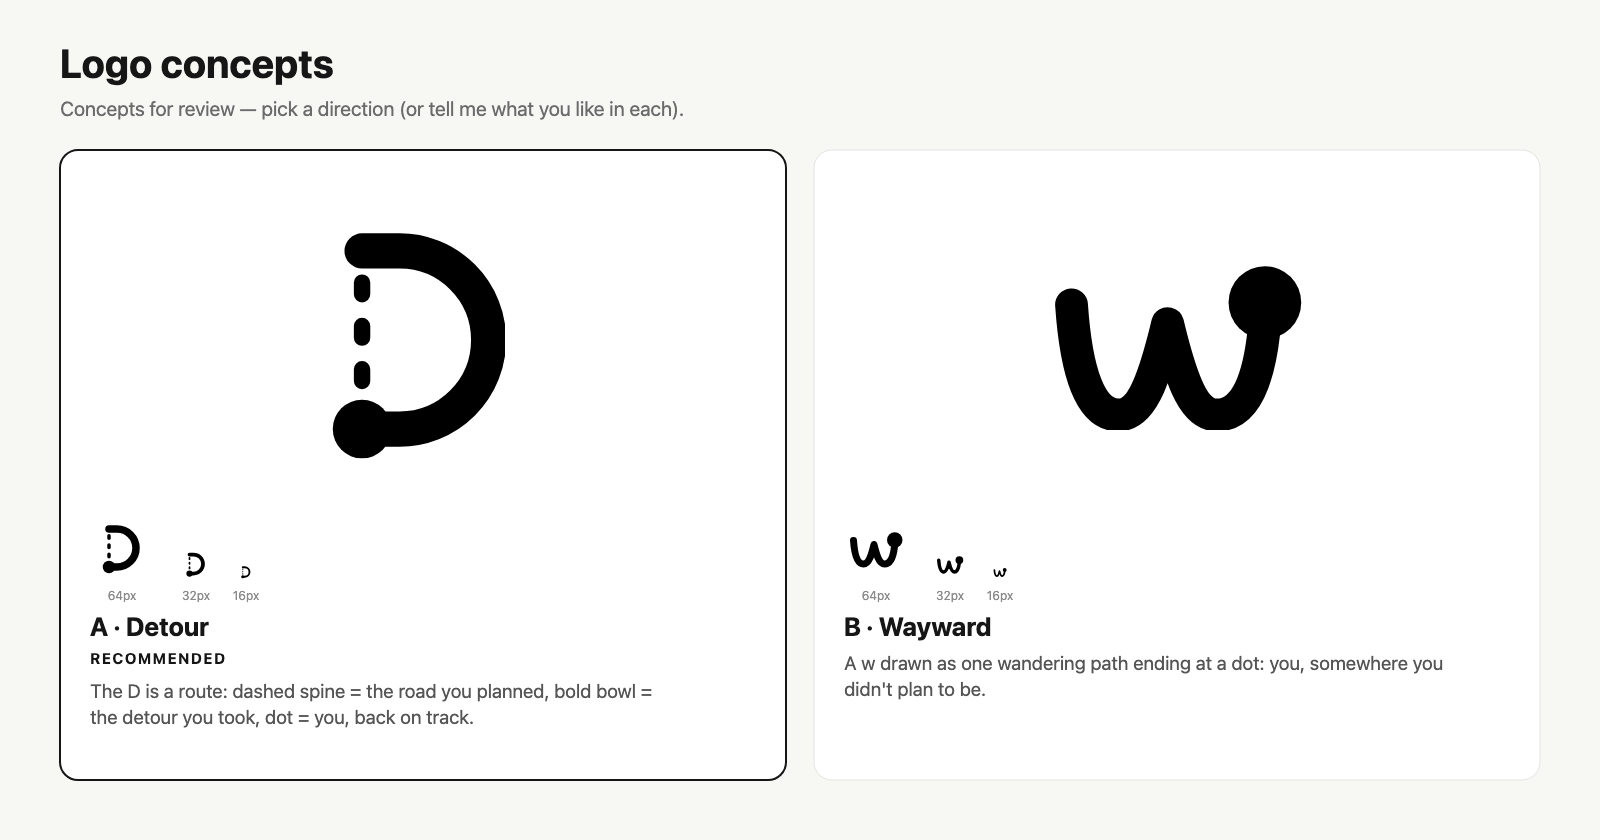 Logo concepts
Concepts for review — pick a direction (or tell me what you like in each).
D
w
D
D
D
64px
32px
16px
w
w
w
64px
32px
16px
A · Detour
RECOMMENDED
The D is a route: dashed spine = the road you planned, bold bowl =
the detour you took, dot = you, back on track.
B · Wayward
A w drawn as one wandering path ending at a dot: you, somewhere you
didn't plan to be.